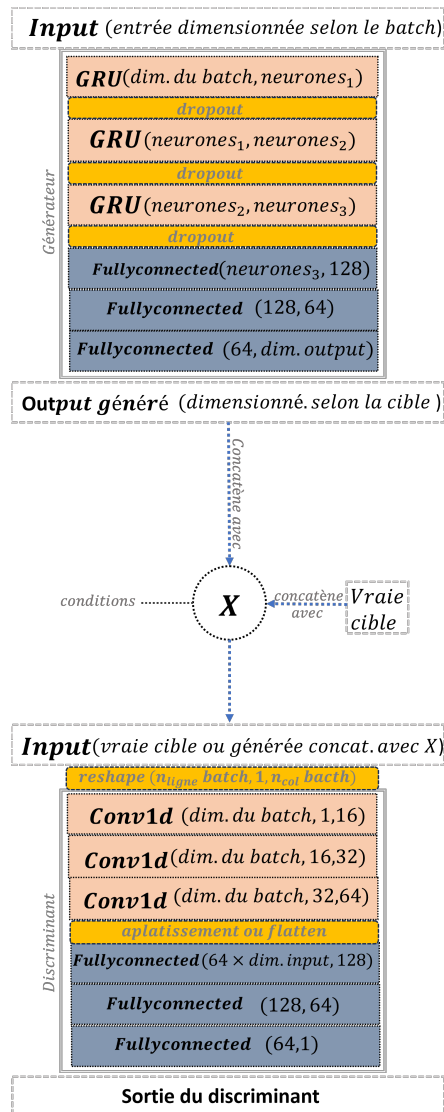 Input (entrée dimensionnée selon le batch)
Générateur
GRU(dim. du batch, neurones₁)
dropout
GRU(neurones₁, neurones₂)
dropout
GRU(neurones₂, neurones₃)
dropout
Fullyconnected(neurones₃, 128)
Fullyconnected (128, 64)
Fullyconnected (64, dim. output)
Output généré (dimensionné. selon la cible )
Concatène avec
conditions
X
concatène avec
Vraie
cible
Input(vraie cible ou générée concat. avec X)
reshape (n_ligne batch, 1, n_col bacth)
Discriminant
Conv1d (dim. du batch, 1,16)
Conv1d(dim. du batch, 16,32)
Conv1d (dim. du batch, 32,64)
aplatissement ou flatten
Fullyconnected(64 × dim. input, 128)
Fullyconnected (128, 64)
Fullyconnected (64,1)
Sortie du discriminant